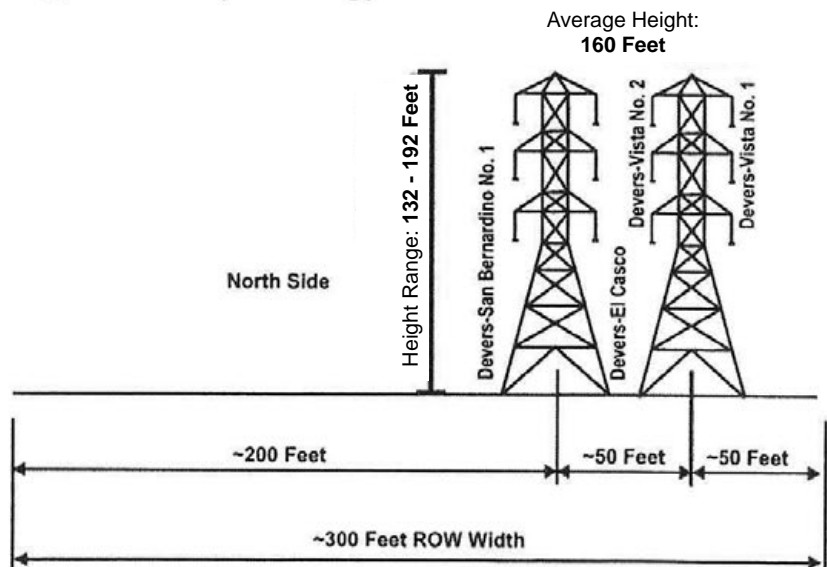 Average Height:
160 Feet
Height Range: 132 - 192 Feet
North Side
Devers-San Bernardino No. 1
Devers-El Casco
Devers-Vista No. 2
Devers-Vista No. 1
~200 Feet
~50 Feet
~50 Feet
~300 Feet ROW Width